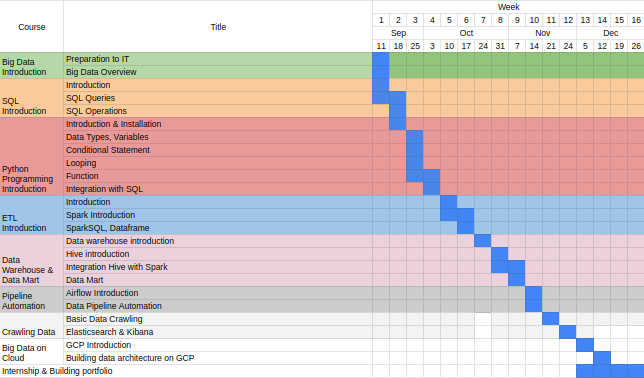 Course Title Week
1 2 3 4 5 6 7 8 9 10 11 12 13 14 15 16
Sep Oct Nov Dec
11 18 25 3 10 17 24 31 7 14 21 24 5 12 19 26
Big Data Introduction
Preparation to IT
Big Data Overview
SQL Introduction
Introduction
SQL Queries
SQL Operations
Python Programming Introduction
Introduction & Installation
Data Types, Variables
Conditional Statement
Looping
Function
Integration with SQL
ETL Introduction
Introduction
Spark Introduction
SparkSQL, Dataframe
Data Warehouse & Data Mart
Data warehouse introduction
Hive introduction
Integration Hive with Spark
Data Mart
Pipeline Automation
Airflow Introduction
Data Pipeline Automation
Crawling Data
Basic Data Crawling
Elasticsearch & Kibana
Big Data on Cloud
GCP Introduction
Building data architecture on GCP
Internship & Building portfolio